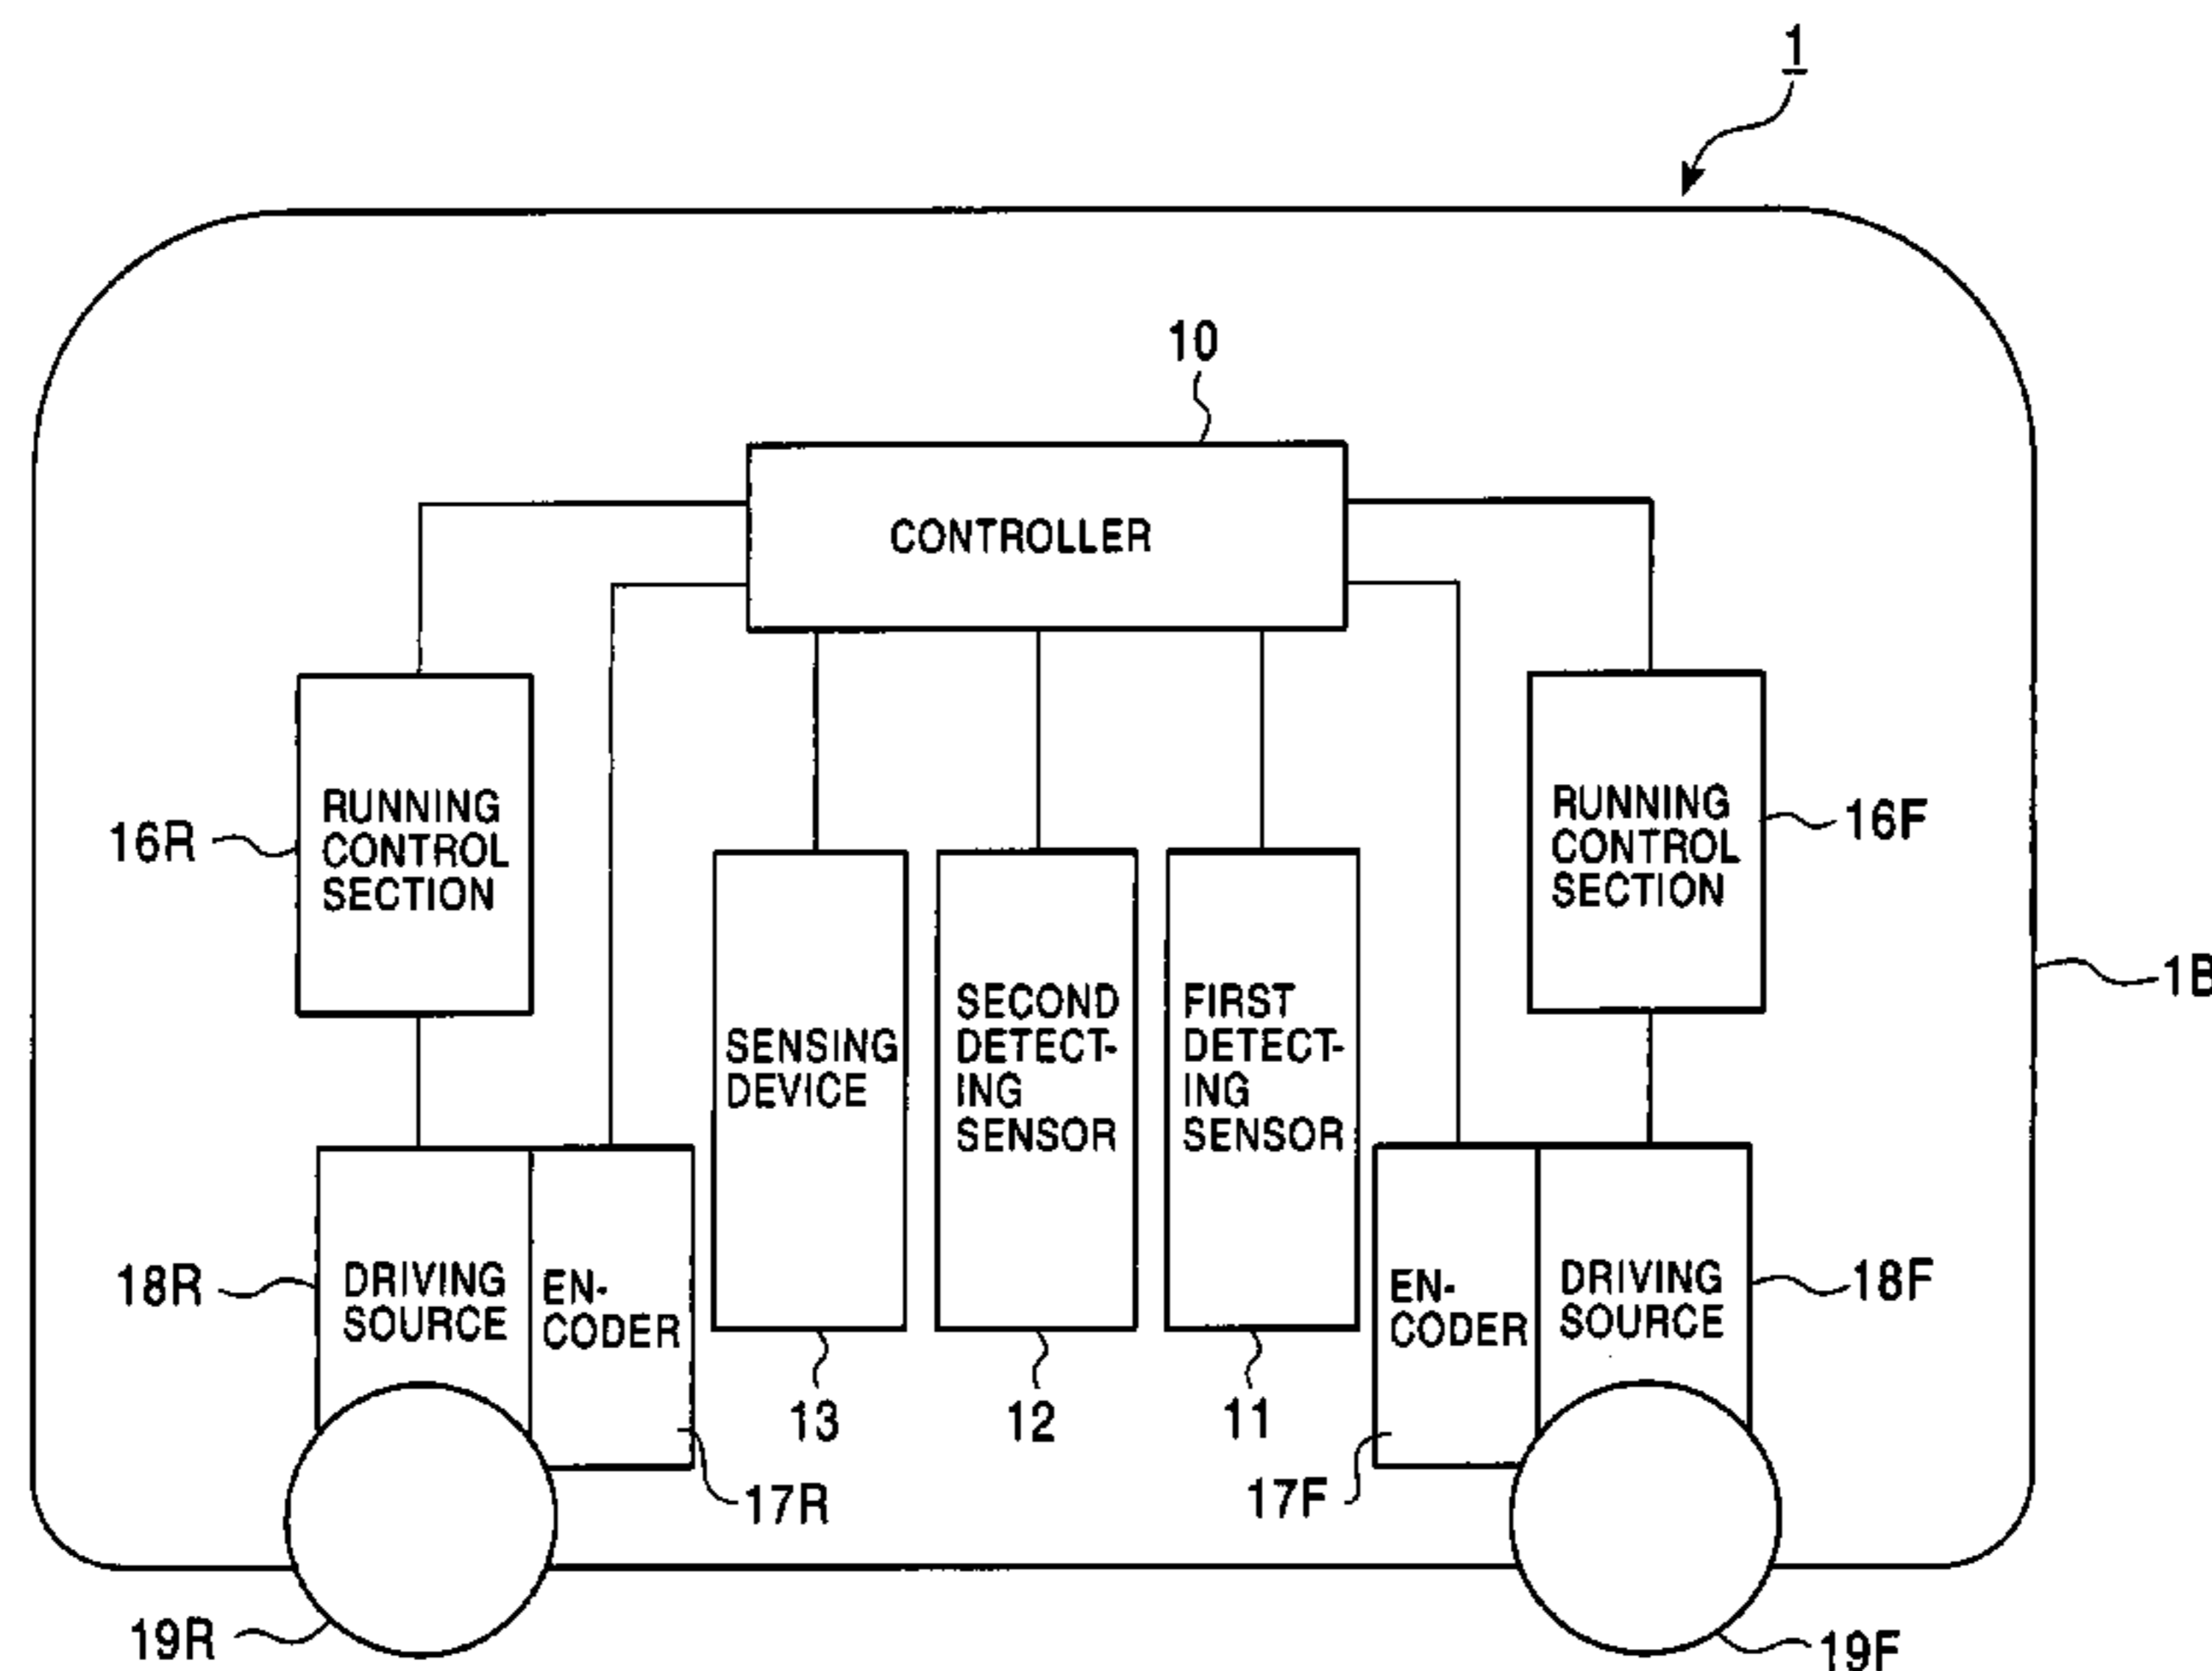 1
10
CONTROLLER
16R
RUNNING
CONTROL
SECTION
RUNNING
CONTROL
SECTION
16F
1B
SENSING
DEVICE
SECOND
DETECT-
ING
SENSOR
FIRST
DETECT-
ING
SENSOR
18R
DRIVING
SOURCE
EN-
CODER
EN-
CODER
DRIVING
SOURCE
18F
13
12
11
17R
17F
19R
19F